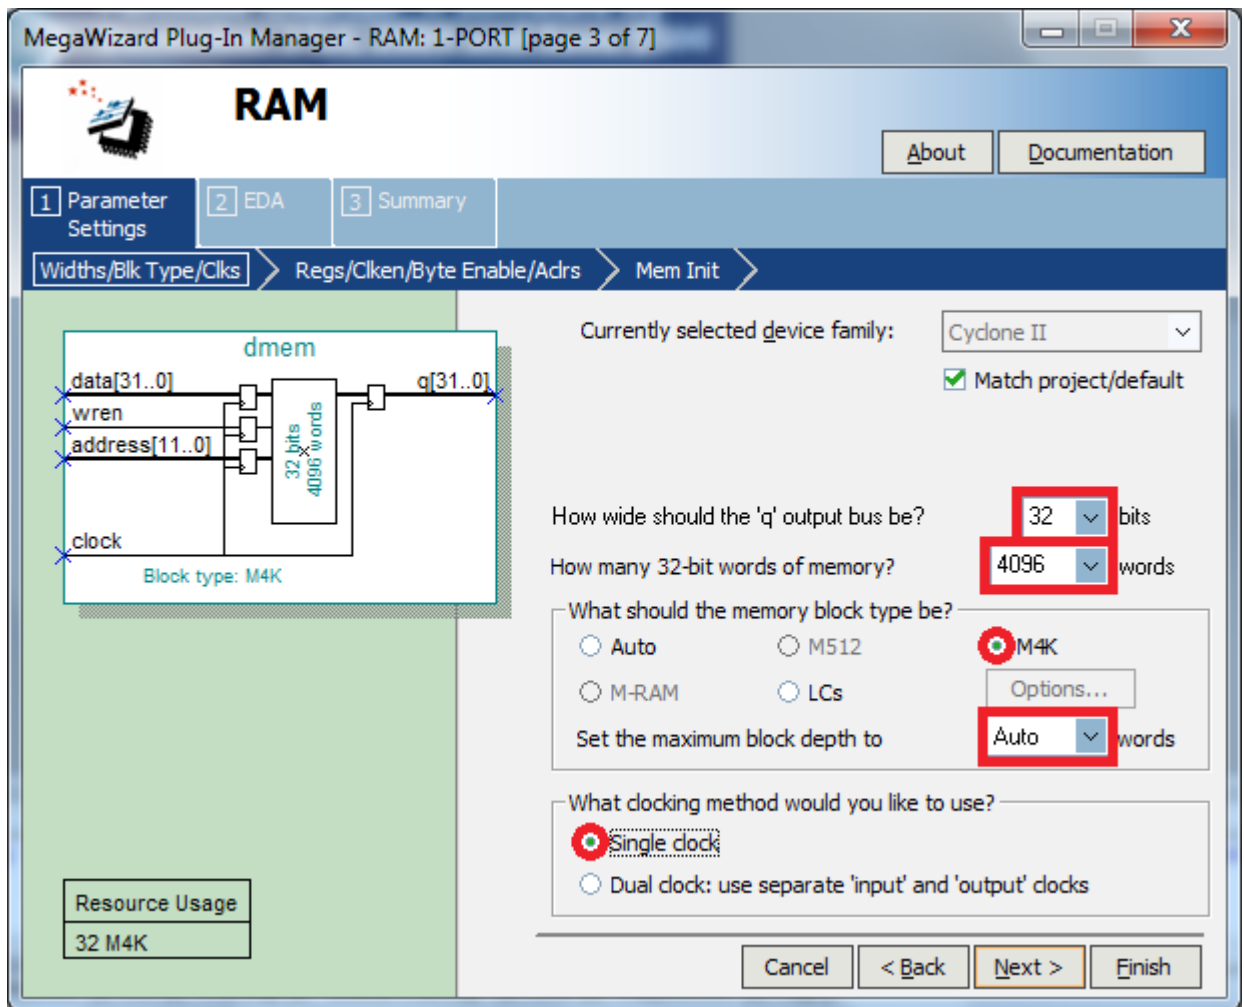 MegaWizard Plug-In Manager - RAM: 1-PORT [page 3 of 7]
RAM
About
Documentation
1 Parameter Settings
2 EDA
3 Summary
Widths/Blk Type/Clks
Regs/Clken/Byte Enable/Aclrs
Mem Init
dmem
data[31..0]
q[31..0]
wren
address[11..0]
32 bits
4096 words
clock
Block type: M4K
Resource Usage
32 M4K
Currently selected device family:
Cyclone II
Match project/default
How wide should the 'q' output bus be?
32 bits
How many 32-bit words of memory?
4096 words
What should the memory block type be?
Auto
M512
M4K
M-RAM
LCs
Options...
Set the maximum block depth to
Auto words
What clocking method would you like to use?
Single clock
Dual clock: use separate 'input' and 'output' clocks
Cancel
< Back
Next >
Finish